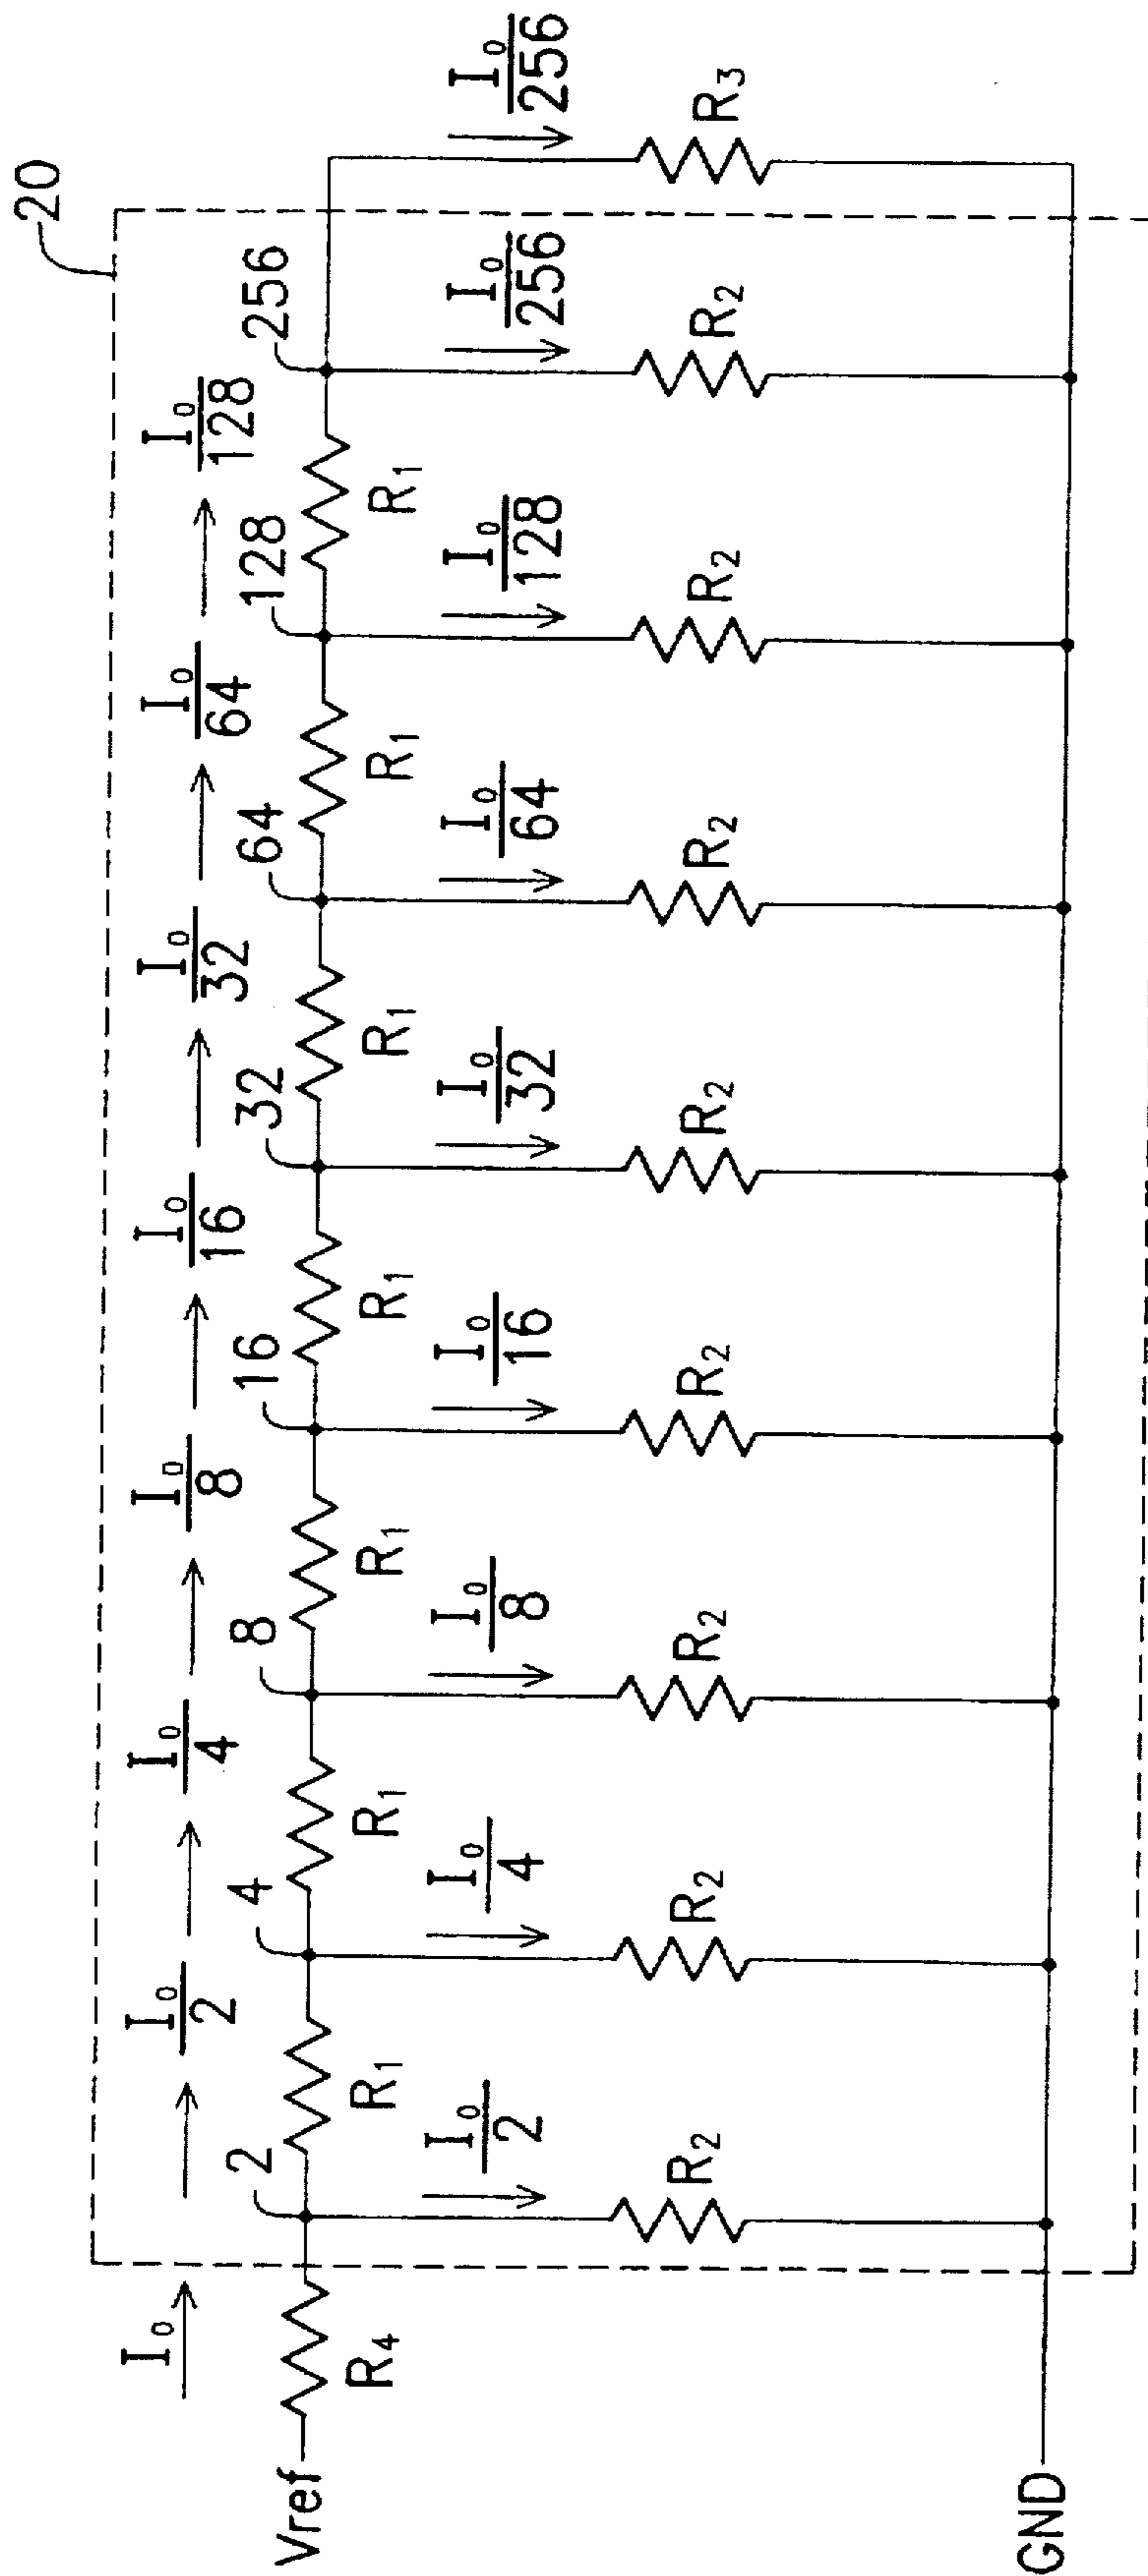 20
I₀ I₀/2 I₀/4 I₀/8 I₀/16 I₀/32 I₀/64 I₀/128
2 4 8 16 32 64 128 256
Vref R₄ R₁ R₁ R₁ R₁ R₁ R₁ R₁
I₀/2 I₀/4 I₀/8 I₀/16 I₀/32 I₀/64 I₀/128 I₀/256 I₀/256
R₂ R₂ R₂ R₂ R₂ R₂ R₂ R₂ R₃
GND